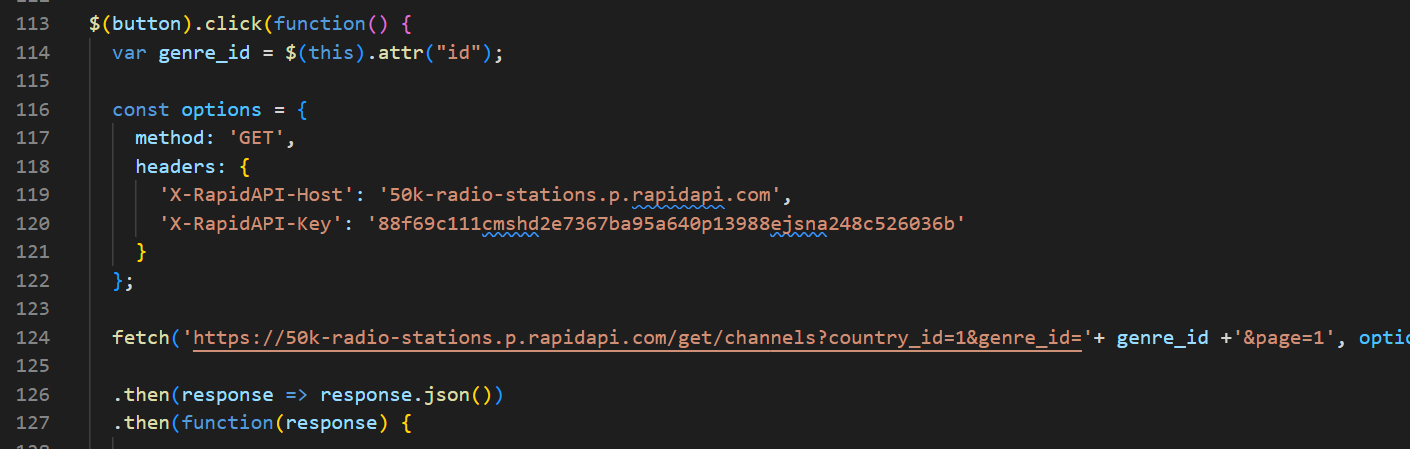 113 $(button).click(function() {
114 var genre_id = $(this).attr("id");
115
116 const options = {
117 method: 'GET',
118 headers: {
119 'X-RapidAPI-Host': '50k-radio-stations.p.rapidapi.com',
120 'X-RapidAPI-Key': '88f69c111cmshd2e7367ba95a640p13988ejsna248c526036b'
121 }
122 };
123
124 fetch('https://50k-radio-stations.p.rapidapi.com/get/channels?country_id=1&genre_id='+ genre_id +'&page=1', optio
125
126 .then(response => response.json())
127 .then(function(response) {